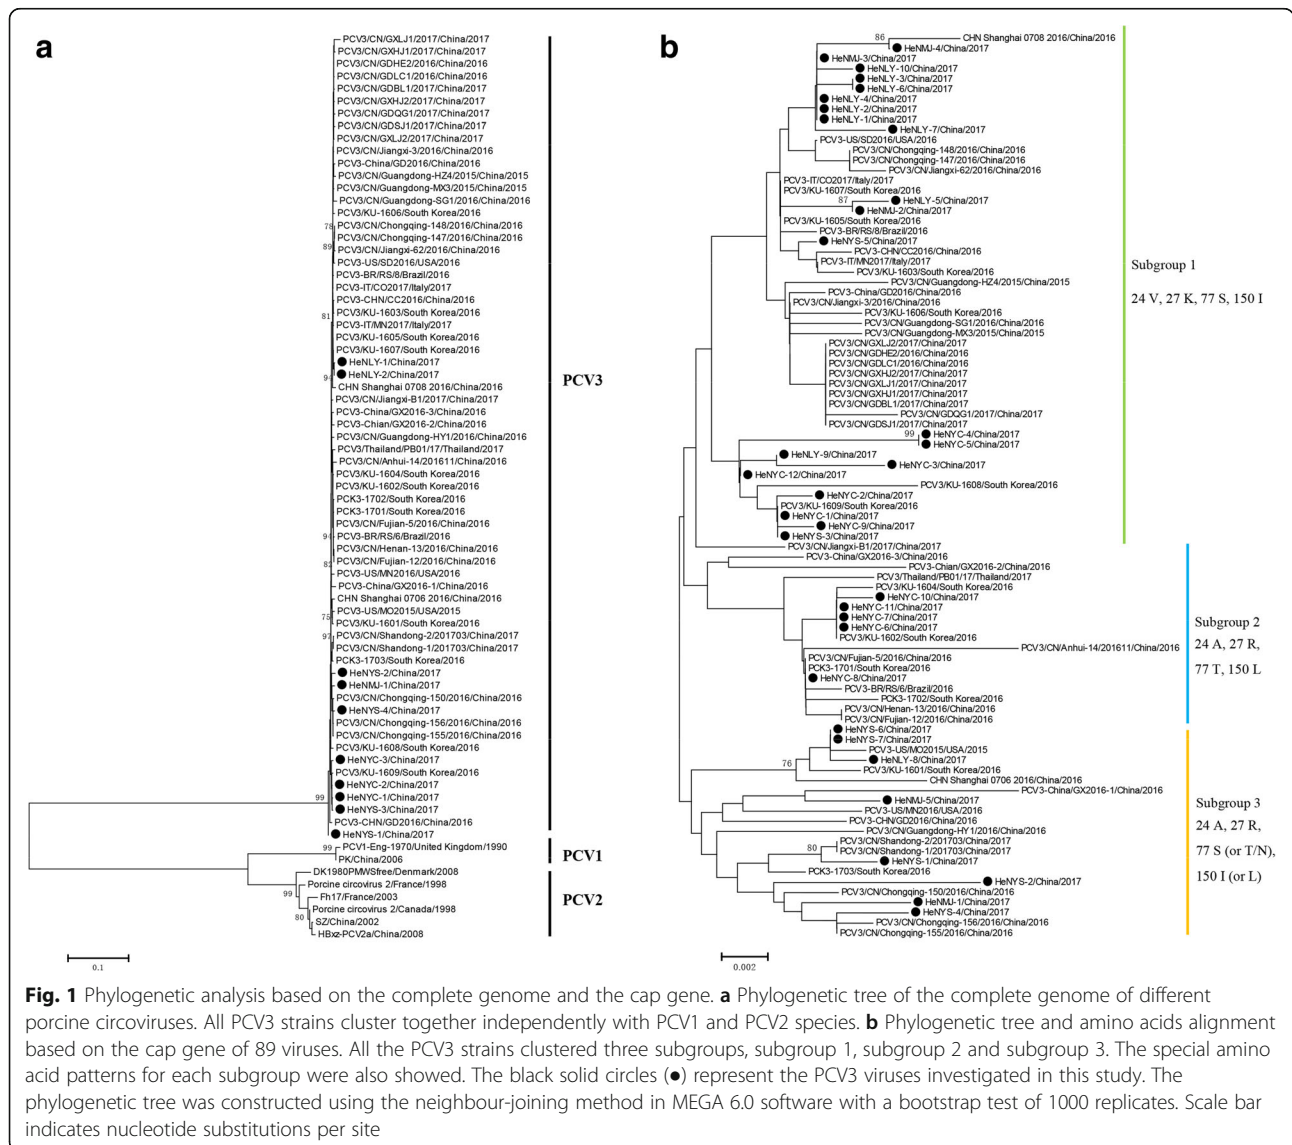 a
PCV3/CN/GXLJ1/2017/China/2017
PCV3/CN/GXHJ1/2017/China/2017
PCV3/CN/GDHE2/2016/China/2016
PCV3/CN/GDLC1/2016/China/2016
PCV3/CN/GDBL1/2017/China/2017
PCV3/CN/GXHJ2/2017/China/2017
PCV3/CN/GDQG1/2017/China/2017
PCV3/CN/GDSJ1/2017/China/2017
PCV3/CN/GXLJ2/2017/China/2017
PCV3/CN/Jiangxi-3/2016/China/2016
PCV3-China/GD2016/China/2016
PCV3/CN/Guangdong-HZ4/2015/China/2015
PCV3/CN/Guangdong-MX3/2015/China/2015
PCV3/CN/Guangdong-SG1/2016/China/2016
PCV3/KU-1606/South Korea/2016
78
PCV3/CN/Chongqing-148/2016/China/2016
PCV3/CN/Chongqing-147/2016/China/2016
89
PCV3/CN/Jiangxi-62/2016/China/2016
PCV3-US/SD2016/USA/2016
PCV3-BR/RS/8/Brazil/2016
PCV3-IT/CO2017/Italy/2017
PCV3-CHN/CC2016/China/2016
81
PCV3/KU-1603/South Korea/2016
PCV3-IT/MN2017/Italy/2017
PCV3/KU-1605/South Korea/2016
PCV3/KU-1607/South Korea/2016
● HeNLY-1/China/2017
94
● HeNLY-2/China/2017
CHN Shanghai 0708 2016/China/2016
PCV3/CN/Jiangxi-B1/2017/China/2017
PCV3-China/GX2016-3/China/2016
PCV3-Chian/GX2016-2/China/2016
PCV3/CN/Guangdong-HY1/2016/China/2016
PCV3/Thailand/PB01/17/Thailand/2017
PCV3/CN/Anhui-14/201611/China/2016
PCV3/KU-1604/South Korea/2016
PCV3/KU-1602/South Korea/2016
PCK3-1702/South Korea/2016
PCK3-1701/South Korea/2016
PCV3/CN/Fujian-5/2016/China/2016
94
PCV3-BR/RS/6/Brazil/2016
PCV3/CN/Henan-13/2016/China/2016
PCV3/CN/Fujian-12/2016/China/2016
PCV3-US/MN2016/USA/2016
PCV3-China/GX2016-1/China/2016
CHN Shanghai 0706 2016/China/2016
PCV3-US/MO2015/USA/2015
75
PCV3/KU-1601/South Korea/2016
97
PCV3/CN/Shandong-2/201703/China/2017
PCV3/CN/Shandong-1/201703/China/2017
PCK3-1703/South Korea/2016
● HeNYS-2/China/2017
● HeNMJ-1/China/2017
PCV3/CN/Chongqing-150/2016/China/2016
● HeNYS-4/China/2017
PCV3/CN/Chongqing-156/2016/China/2016
PCV3/CN/Chongqing-155/2016/China/2016
PCV3/KU-1608/South Korea/2016
● HeNYC-3/China/2017
PCV3/KU-1609/South Korea/2016
● HeNYC-2/China/2017
99
● HeNYC-1/China/2017
● HeNYS-3/China/2017
PCV3-CHN/GD2016/China/2016
● HeNYS-1/China/2017
PCV3
99
PCV1-Eng-1970/United Kingdom/1990
PK/China/2006
PCV1
DK1980PMWSfree/Denmark/2008
Porcine circovirus 2/France/1998
99
Fh17/France/2003
Porcine circovirus 2/Canada/1998
80
SZ/China/2002
HBxz-PCV2a/China/2008
PCV2
0.1
b
86
CHN Shanghai 0708 2016/China/2016
● HeNMJ-4/China/2017
● HeNMJ-3/China/2017
● HeNLY-10/China/2017
● HeNLY-3/China/2017
● HeNLY-6/China/2017
● HeNLY-4/China/2017
● HeNLY-2/China/2017
● HeNLY-1/China/2017
● HeNLY-7/China/2017
PCV3-US/SD2016/USA/2016
PCV3/CN/Chongqing-148/2016/China/2016
PCV3/CN/Chongqing-147/2016/China/2016
PCV3/CN/Jiangxi-62/2016/China/2016
PCV3-IT/CO2017/Italy/2017
PCV3/KU-1607/South Korea/2016
87
● HeNLY-5/China/2017
● HeNMJ-2/China/2017
PCV3/KU-1605/South Korea/2016
PCV3-BR/RS/8/Brazil/2016
● HeNYS-5/China/2017
PCV3-CHN/CC2016/China/2016
PCV3-IT/MN2017/Italy/2017
PCV3/KU-1603/South Korea/2016
PCV3/CN/Guangdong-HZ4/2015/China/2015
PCV3-China/GD2016/China/2016
PCV3/CN/Jiangxi-3/2016/China/2016
PCV3/KU-1606/South Korea/2016
PCV3/CN/Guangdong-SG1/2016/China/2016
PCV3/CN/Guangdong-MX3/2015/China/2015
PCV3/CN/GXLJ2/2017/China/2017
PCV3/CN/GDHE2/2016/China/2016
PCV3/CN/GDLC1/2016/China/2016
PCV3/CN/GXHJ2/2017/China/2017
PCV3/CN/GXLJ1/2017/China/2017
PCV3/CN/GXHJ1/2017/China/2017
PCV3/CN/GDBL1/2017/China/2017
PCV3/CN/GDQG1/2017/China/2017
PCV3/CN/GDSJ1/2017/China/2017
99
● HeNYC-4/China/2017
● HeNYC-5/China/2017
● HeNLY-9/China/2017
● HeNYC-3/China/2017
● HeNYC-12/China/2017
PCV3/KU-1608/South Korea/2016
● HeNYC-2/China/2017
PCV3/KU-1609/South Korea/2016
● HeNYC-1/China/2017
● HeNYC-9/China/2017
● HeNYS-3/China/2017
PCV3/CN/Jiangxi-B1/2017/China/2017
Subgroup 1
24 V, 27 K, 77 S, 150 I
PCV3-China/GX2016-3/China/2016
PCV3-Chian/GX2016-2/China/2016
PCV3/Thailand/PB01/17/Thailand/2017
PCV3/KU-1604/South Korea/2016
● HeNYC-10/China/2017
● HeNYC-11/China/2017
● HeNYC-7/China/2017
● HeNYC-6/China/2017
PCV3/KU-1602/South Korea/2016
PCV3/CN/Anhui-14/201611/China/2016
PCV3/CN/Fujian-5/2016/China/2016
PCK3-1701/South Korea/2016
● HeNYC-8/China/2017
PCV3-BR/RS/6/Brazil/2016
PCK3-1702/South Korea/2016
PCV3/CN/Henan-13/2016/China/2016
PCV3/CN/Fujian-12/2016/China/2016
Subgroup 2
24 A, 27 R,
77 T, 150 L
● HeNYS-6/China/2017
● HeNYS-7/China/2017
PCV3-US/MO2015/USA/2015
76
● HeNLY-8/China/2017
PCV3/KU-1601/South Korea/2016
CHN Shanghai 0706 2016/China/2016
PCV3-China/GX2016-1/China/2016
● HeNMJ-5/China/2017
PCV3-US/MN2016/USA/2016
PCV3-CHN/GD2016/China/2016
PCV3/CN/Guangdong-HY1/2016/China/2016
PCV3/CN/Shandong-2/201703/China/2017
80
PCV3/CN/Shandong-1/201703/China/2017
● HeNYS-1/China/2017
PCK3-1703/South Korea/2016
● HeNYS-2/China/2017
PCV3/CN/Chongqing-150/2016/China/2016
● HeNMJ-1/China/2017
● HeNYS-4/China/2017
PCV3/CN/Chongqing-156/2016/China/2016
PCV3/CN/Chongqing-155/2016/China/2016
Subgroup 3
24 A, 27 R,
77 S (or T/N),
150 I (or L)
0.002
Fig. 1 Phylogenetic analysis based on the complete genome and the cap gene. a Phylogenetic tree of the complete genome of different
porcine circoviruses. All PCV3 strains cluster together independently with PCV1 and PCV2 species. b Phylogenetic tree and amino acids alignment
based on the cap gene of 89 viruses. All the PCV3 strains clustered three subgroups, subgroup 1, subgroup 2 and subgroup 3. The special amino
acid patterns for each subgroup were also showed. The black solid circles (●) represent the PCV3 viruses investigated in this study. The
phylogenetic tree was constructed using the neighbour-joining method in MEGA 6.0 software with a bootstrap test of 1000 replicates. Scale bar
indicates nucleotide substitutions per site